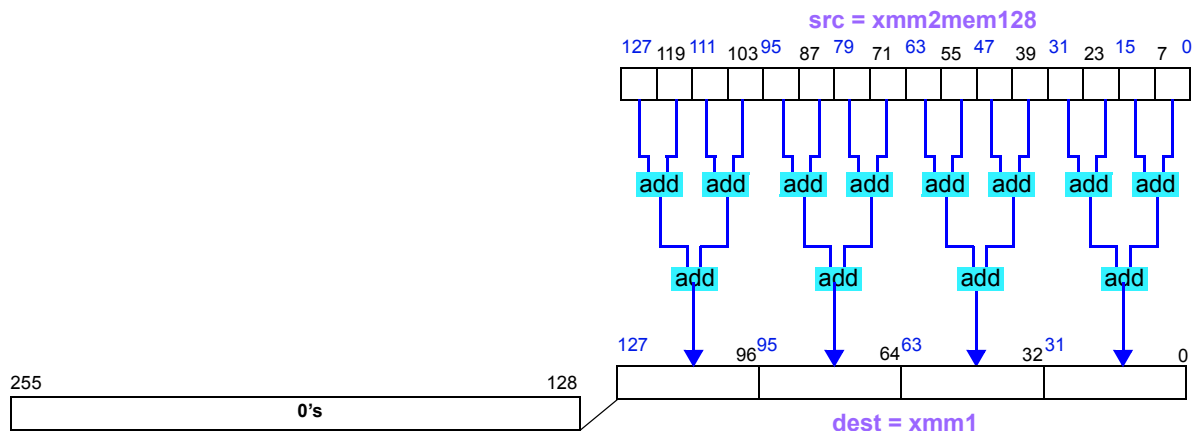 src = xmm2mem128
127 119 111 103 95 87 79 71 63 55 47 39 31 23 15 7 0
add add add add add add add add
add add add add
127 96 95 64 63 32 31 0
255 128
0's
dest = xmm1